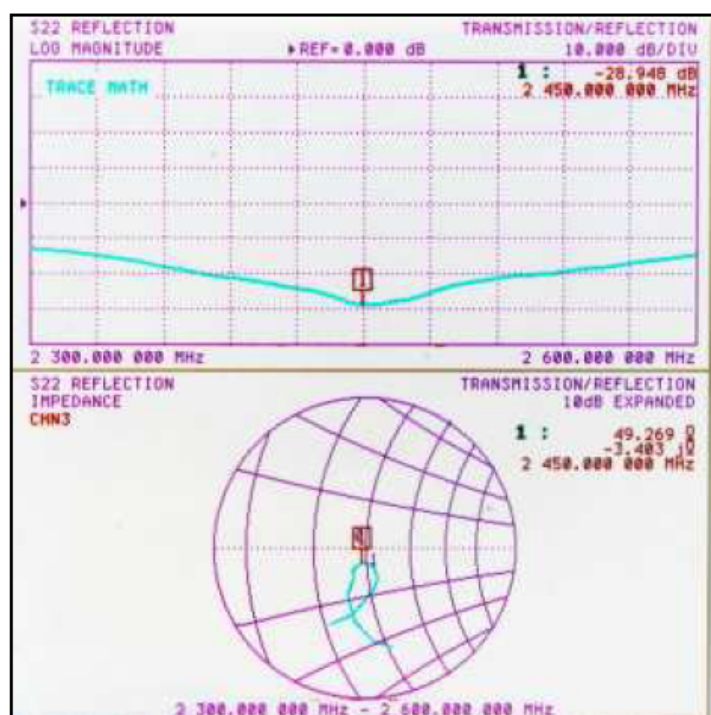 S22 REFLECTION TRANSMISSION/REFLECTION
LOG MAGNITUDE ▶REF=0.000 dB 10.000 dB/DIV
1 : -28.948 dB
TRACE MATH 2 450.000 000 MHz
1
2 300.000 000 MHz 2 600.000 000 MHz
S22 REFLECTION TRANSMISSION/REFLECTION
IMPEDANCE 10dB EXPANDED
CHN3 1 : 49.269 Ω
-3.403 jΩ
2 450.000 000 MHz
2 300.000 000 MHz - 2 600.000 000 MHz